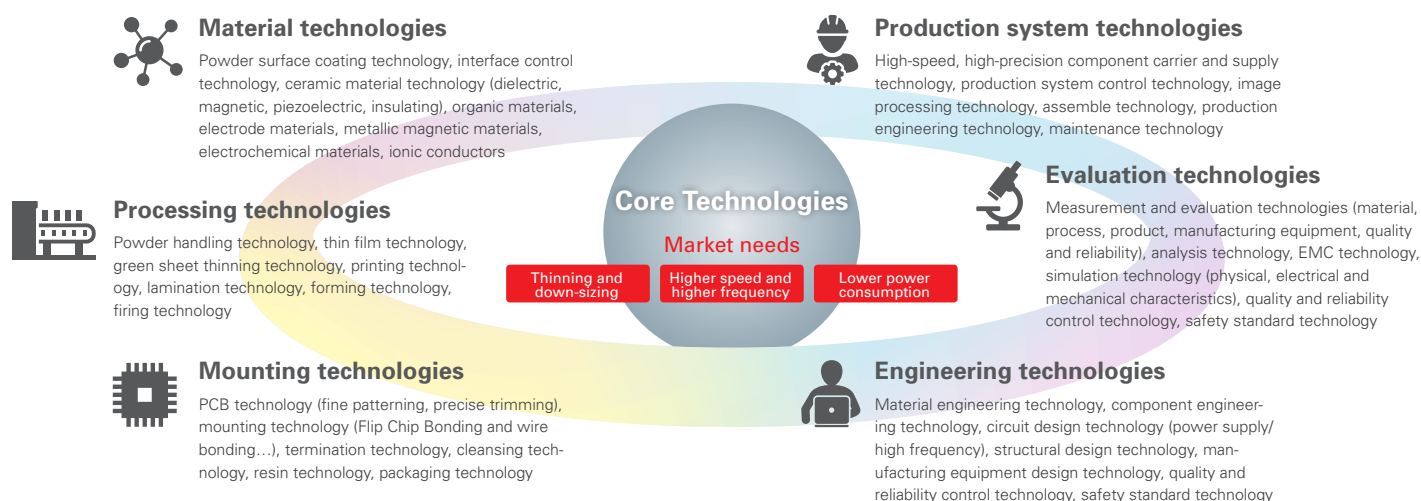 Material technologies
Powder surface coating technology, interface control
technology, ceramic material technology (dielectric,
magnetic, piezoelectric, insulating), organic materials,
electrode materials, metallic magnetic materials,
electrochemical materials, ionic conductors
Production system technologies
High-speed, high-precision component carrier and supply
technology, production system control technology, image
processing technology, assemble technology, production
engineering technology, maintenance technology
Processing technologies
Powder handling technology, thin film technology,
green sheet thinning technology, printing technol-
ogy, lamination technology, forming technology,
firing technology
Core Technologies
Market needs
Thinning and
down-sizing
Higher speed and
higher frequency
Lower power
consumption
Evaluation technologies
Measurement and evaluation technologies (material,
process, product, manufacturing equipment, quality
and reliability), analysis technology, EMC technology,
simulation technology (physical, electrical and
mechanical characteristics), quality and reliability
control technology, safety standard technology
Mounting technologies
PCB technology (fine patterning, precise trimming),
mounting technology (Flip Chip Bonding and wire
bonding…), termination technology, cleansing tech-
nology, resin technology, packaging technology
Engineering technologies
Material engineering technology, component engineer-
ing technology, circuit design technology (power supply/
high frequency), structural design technology, man-
ufacturing equipment design technology, quality and
reliability control technology, safety standard technology